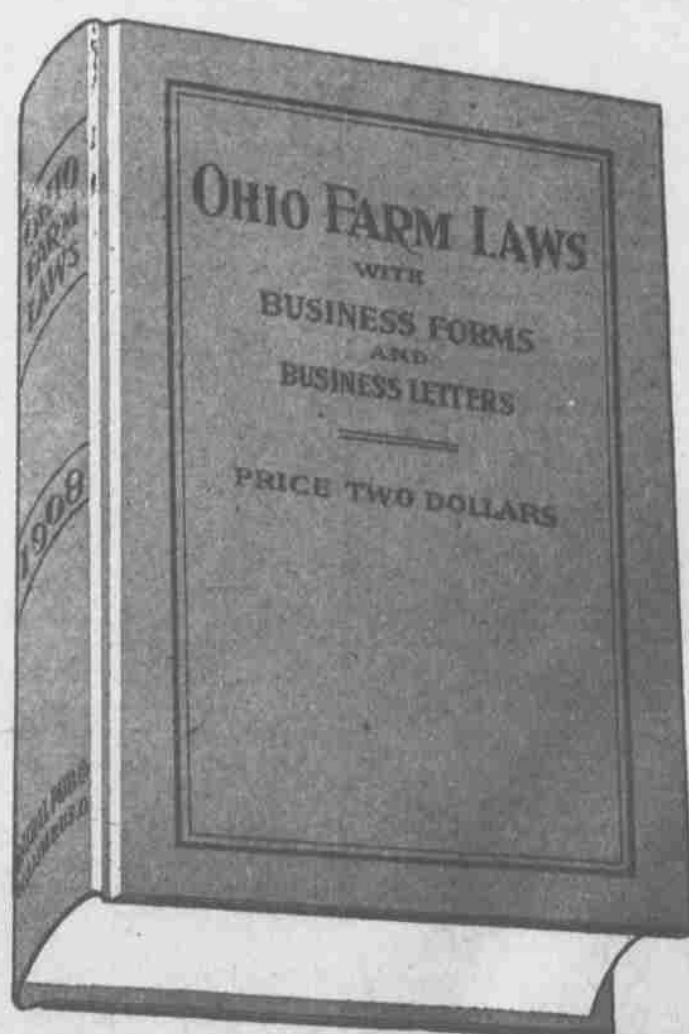 OHIO FARM LAWS
WITH
BUSINESS FORMS
AND
BUSINESS LETTERS
PRICE TWO DOLLARS
OHIO
FARM
LAWS
1908